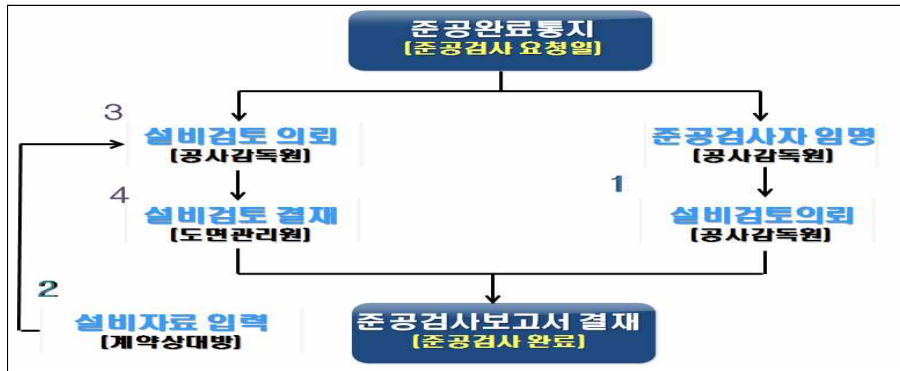 준공완료통지
(준공검사 요청일)
3
설비검토 의뢰
(공사감독원)
준공검사자 임명
(공사감독원)
1
4
설비검토 결재
(도면관리원)
설비검토의뢰
(공사감독원)
2
설비자료 입력
(계약상대방)
준공검사보고서 결재
(준공검사 완료)